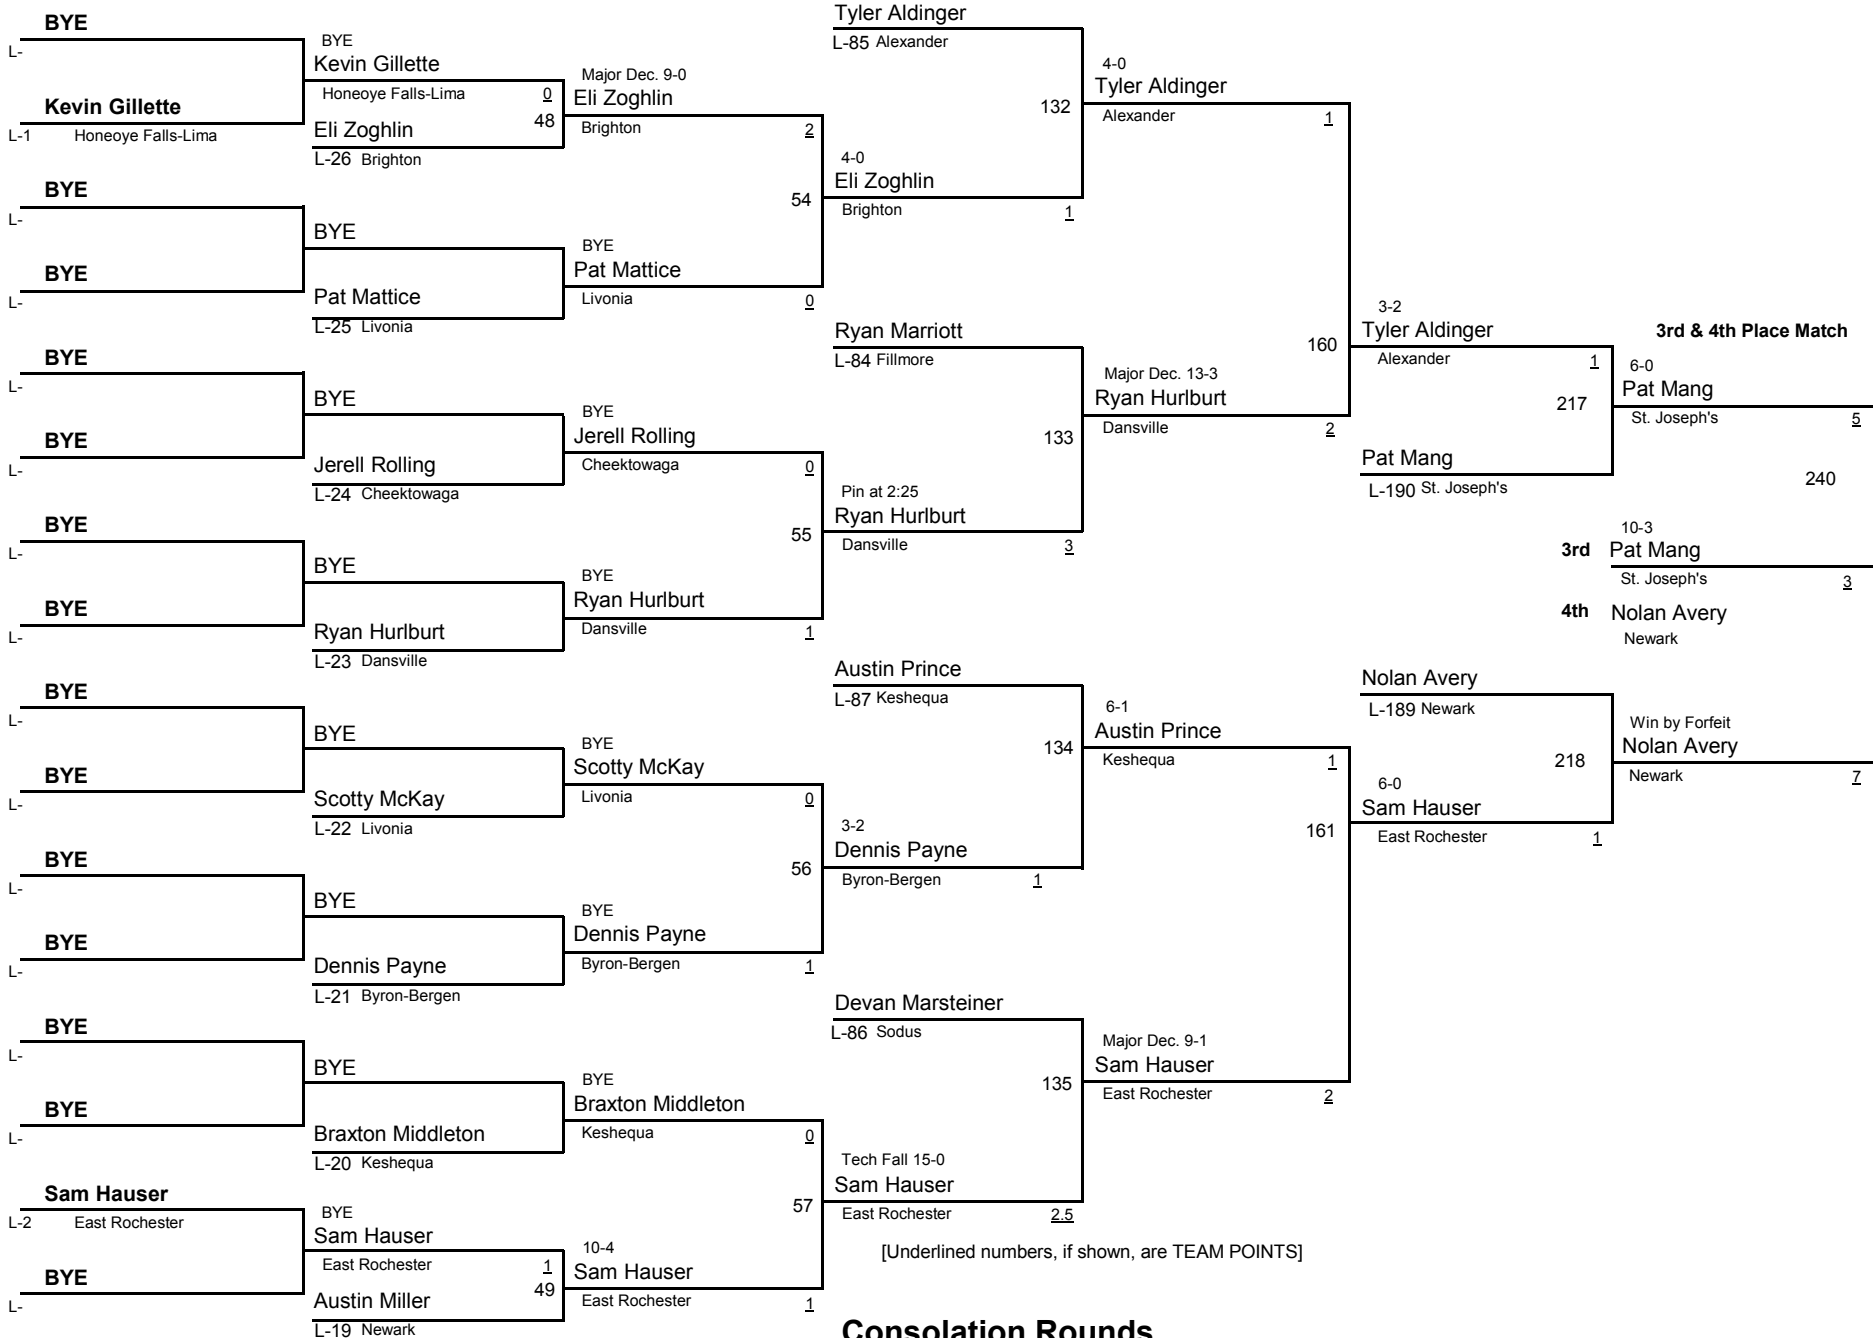 BYE
L-
Kevin Gillette
L-1 Honeoye Falls-Lima
BYE
L-
BYE
L-
BYE
L-
BYE
L-
BYE
L-
BYE
L-
BYE
L-
BYE
L-
BYE
L-
BYE
L-
BYE
L-
BYE
L-
Sam Hauser
L-2 East Rochester
BYE
L-
BYE
Kevin Gillette
Honeoye Falls-Lima 0
48
Eli Zoghlin
L-26 Brighton
BYE
Pat Mattice
L-25 Livonia
BYE
Jerell Rolling
L-24 Cheektowaga
BYE
Ryan Hurlburt
L-23 Dansville
BYE
Scotty McKay
L-22 Livonia
BYE
Dennis Payne
L-21 Byron-Bergen
BYE
Braxton Middleton
L-20 Keshequa
BYE
Sam Hauser
East Rochester 1
49
Austin Miller
L-19 Newark
Major Dec. 9-0
Eli Zoghlin
Brighton 2
54
BYE
Pat Mattice
Livonia 0
BYE
Jerell Rolling
Cheektowaga 0
55
BYE
Ryan Hurlburt
Dansville 1
BYE
Scotty McKay
Livonia 0
56
BYE
Dennis Payne
Byron-Bergen 1
BYE
Braxton Middleton
Keshequa 0
57
10-4
Sam Hauser
East Rochester 1
Tyler Aldinger
L-85 Alexander
132
4-0
Eli Zoghlin
Brighton 1
Ryan Marriott
L-84 Fillmore
133
Pin at 2:25
Ryan Hurlburt
Dansville 3
Austin Prince
L-87 Keshequa
134
3-2
Dennis Payne
Byron-Bergen 1
Devan Marsteiner
L-86 Sodus
135
Tech Fall 15-0
Sam Hauser
East Rochester 2.5
[Underlined numbers, if shown, are TEAM POINTS]
Consolation Rounds
4-0
Tyler Aldinger
Alexander 1
160
Major Dec. 13-3
Ryan Hurlburt
Dansville 2
6-1
Austin Prince
Keshequa 1
161
Major Dec. 9-1
Sam Hauser
East Rochester 2
3-2
Tyler Aldinger
Alexander 1
217
Pat Mang
L-190 St. Joseph's
Nolan Avery
L-189 Newark
218
6-0
Sam Hauser
East Rochester 1
3rd & 4th Place Match
6-0
Pat Mang
St. Joseph's 5
240
10-3
3rd Pat Mang
St. Joseph's 3
4th Nolan Avery
Newark
Win by Forfeit
Nolan Avery
Newark 7